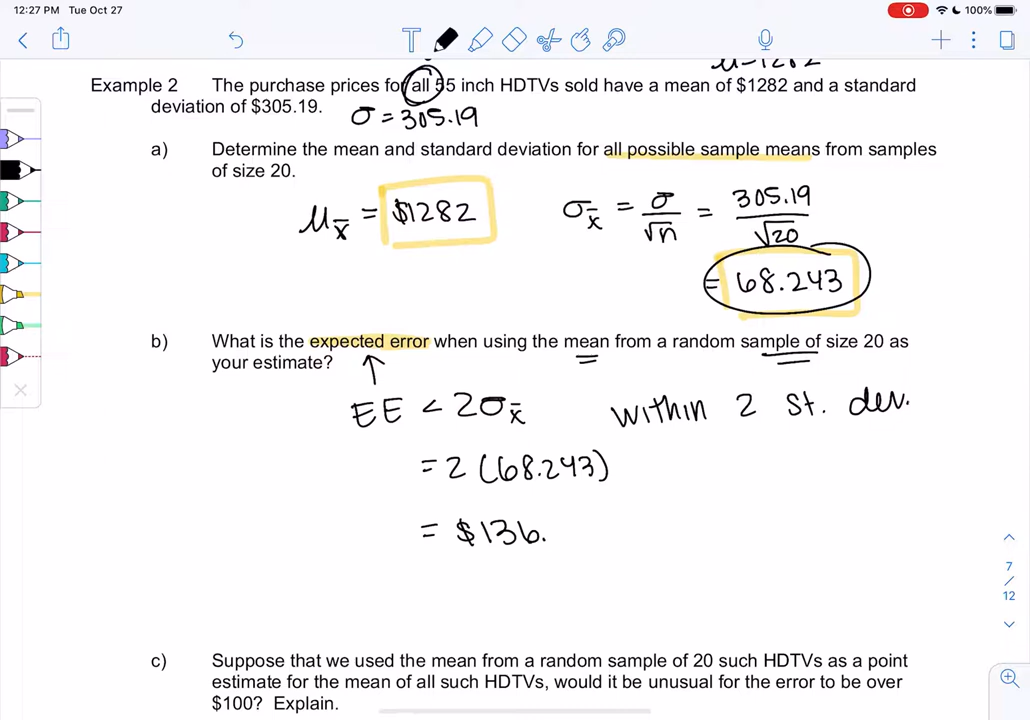 12:27 PM Tue Oct 27
100%
Example 2 The purchase prices for all 55 inch HDTVs sold have a mean of $1282 and a standard
deviation of $305.19.
σ = 305.19
a) Determine the mean and standard deviation for all possible sample means from samples
of size 20.
μx̄ = $1282
σx̄ = σ/√n = 305.19/√20
= 68.243
b) What is the expected error when using the mean from a random sample of size 20 as
your estimate?
EE < 2σx̄ within 2 St. dev.
= 2 (68.243)
= $136.
7
/
12
c) Suppose that we used the mean from a random sample of 20 such HDTVs as a point
estimate for the mean of all such HDTVs, would it be unusual for the error to be over
$100? Explain.